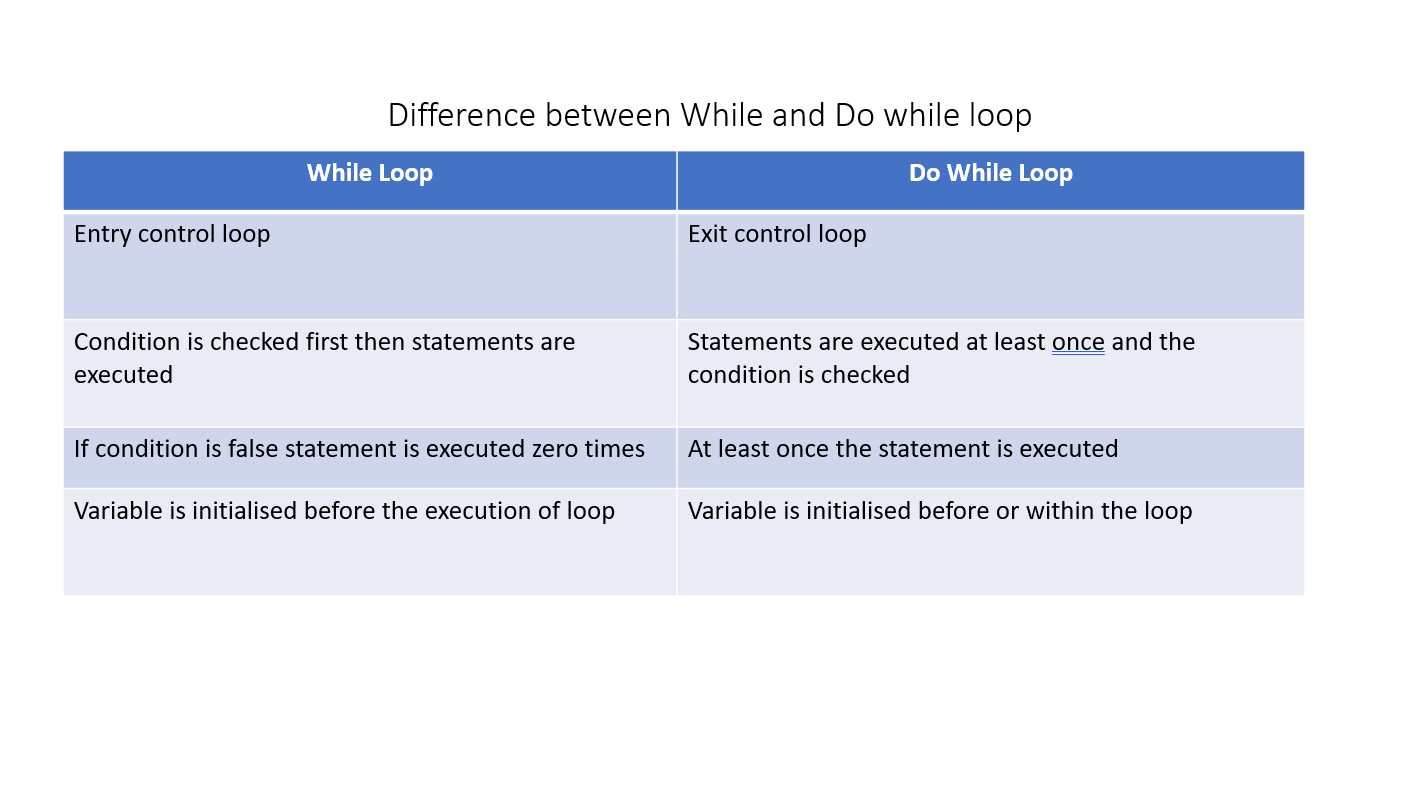 Difference between While and Do while loop
While Loop
Do While Loop
Entry control loop
Exit control loop
Condition is checked first then statements are
executed
Statements are executed at least once and the
condition is checked
If condition is false statement is executed zero times
At least once the statement is executed
Variable is initialised before the execution of loop
Variable is initialised before or within the loop